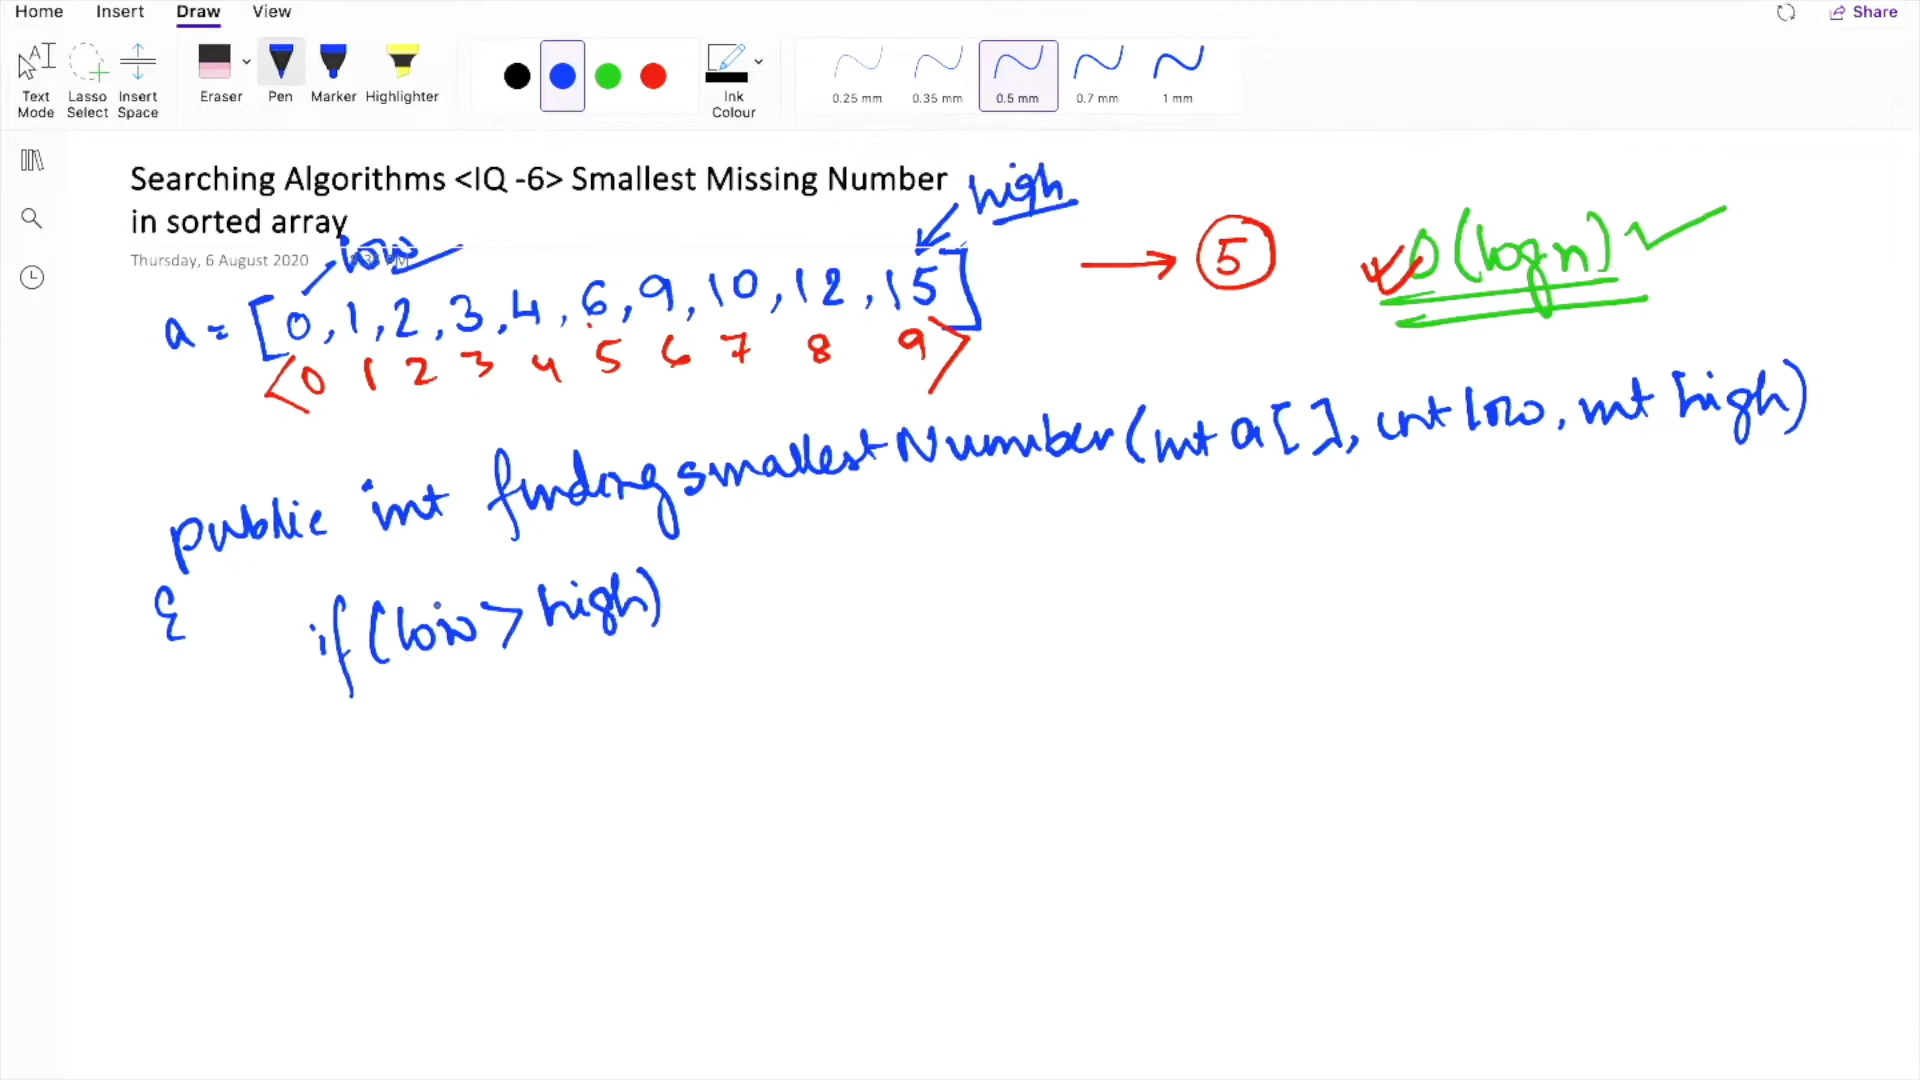 Home Insert Draw View
Share
Text Mode
Lasso Select
Insert Space
Eraser
Pen
Marker
Highlighter
Ink Colour
0.25 mm
0.35 mm
0.5 mm
0.7 mm
1 mm
Searching Algorithms <IQ -6> Smallest Missing Number
in sorted array
Thursday, 6 August 2020
low
high
a = [0, 1, 2, 3, 4, 6, 9, 10, 12, 15]
→ 5
O(log n)
<0 1 2 3 4 5 6 7 8 9>
public int findingsmallestNumber(int a[], int low, int high)
{ if (low > high)